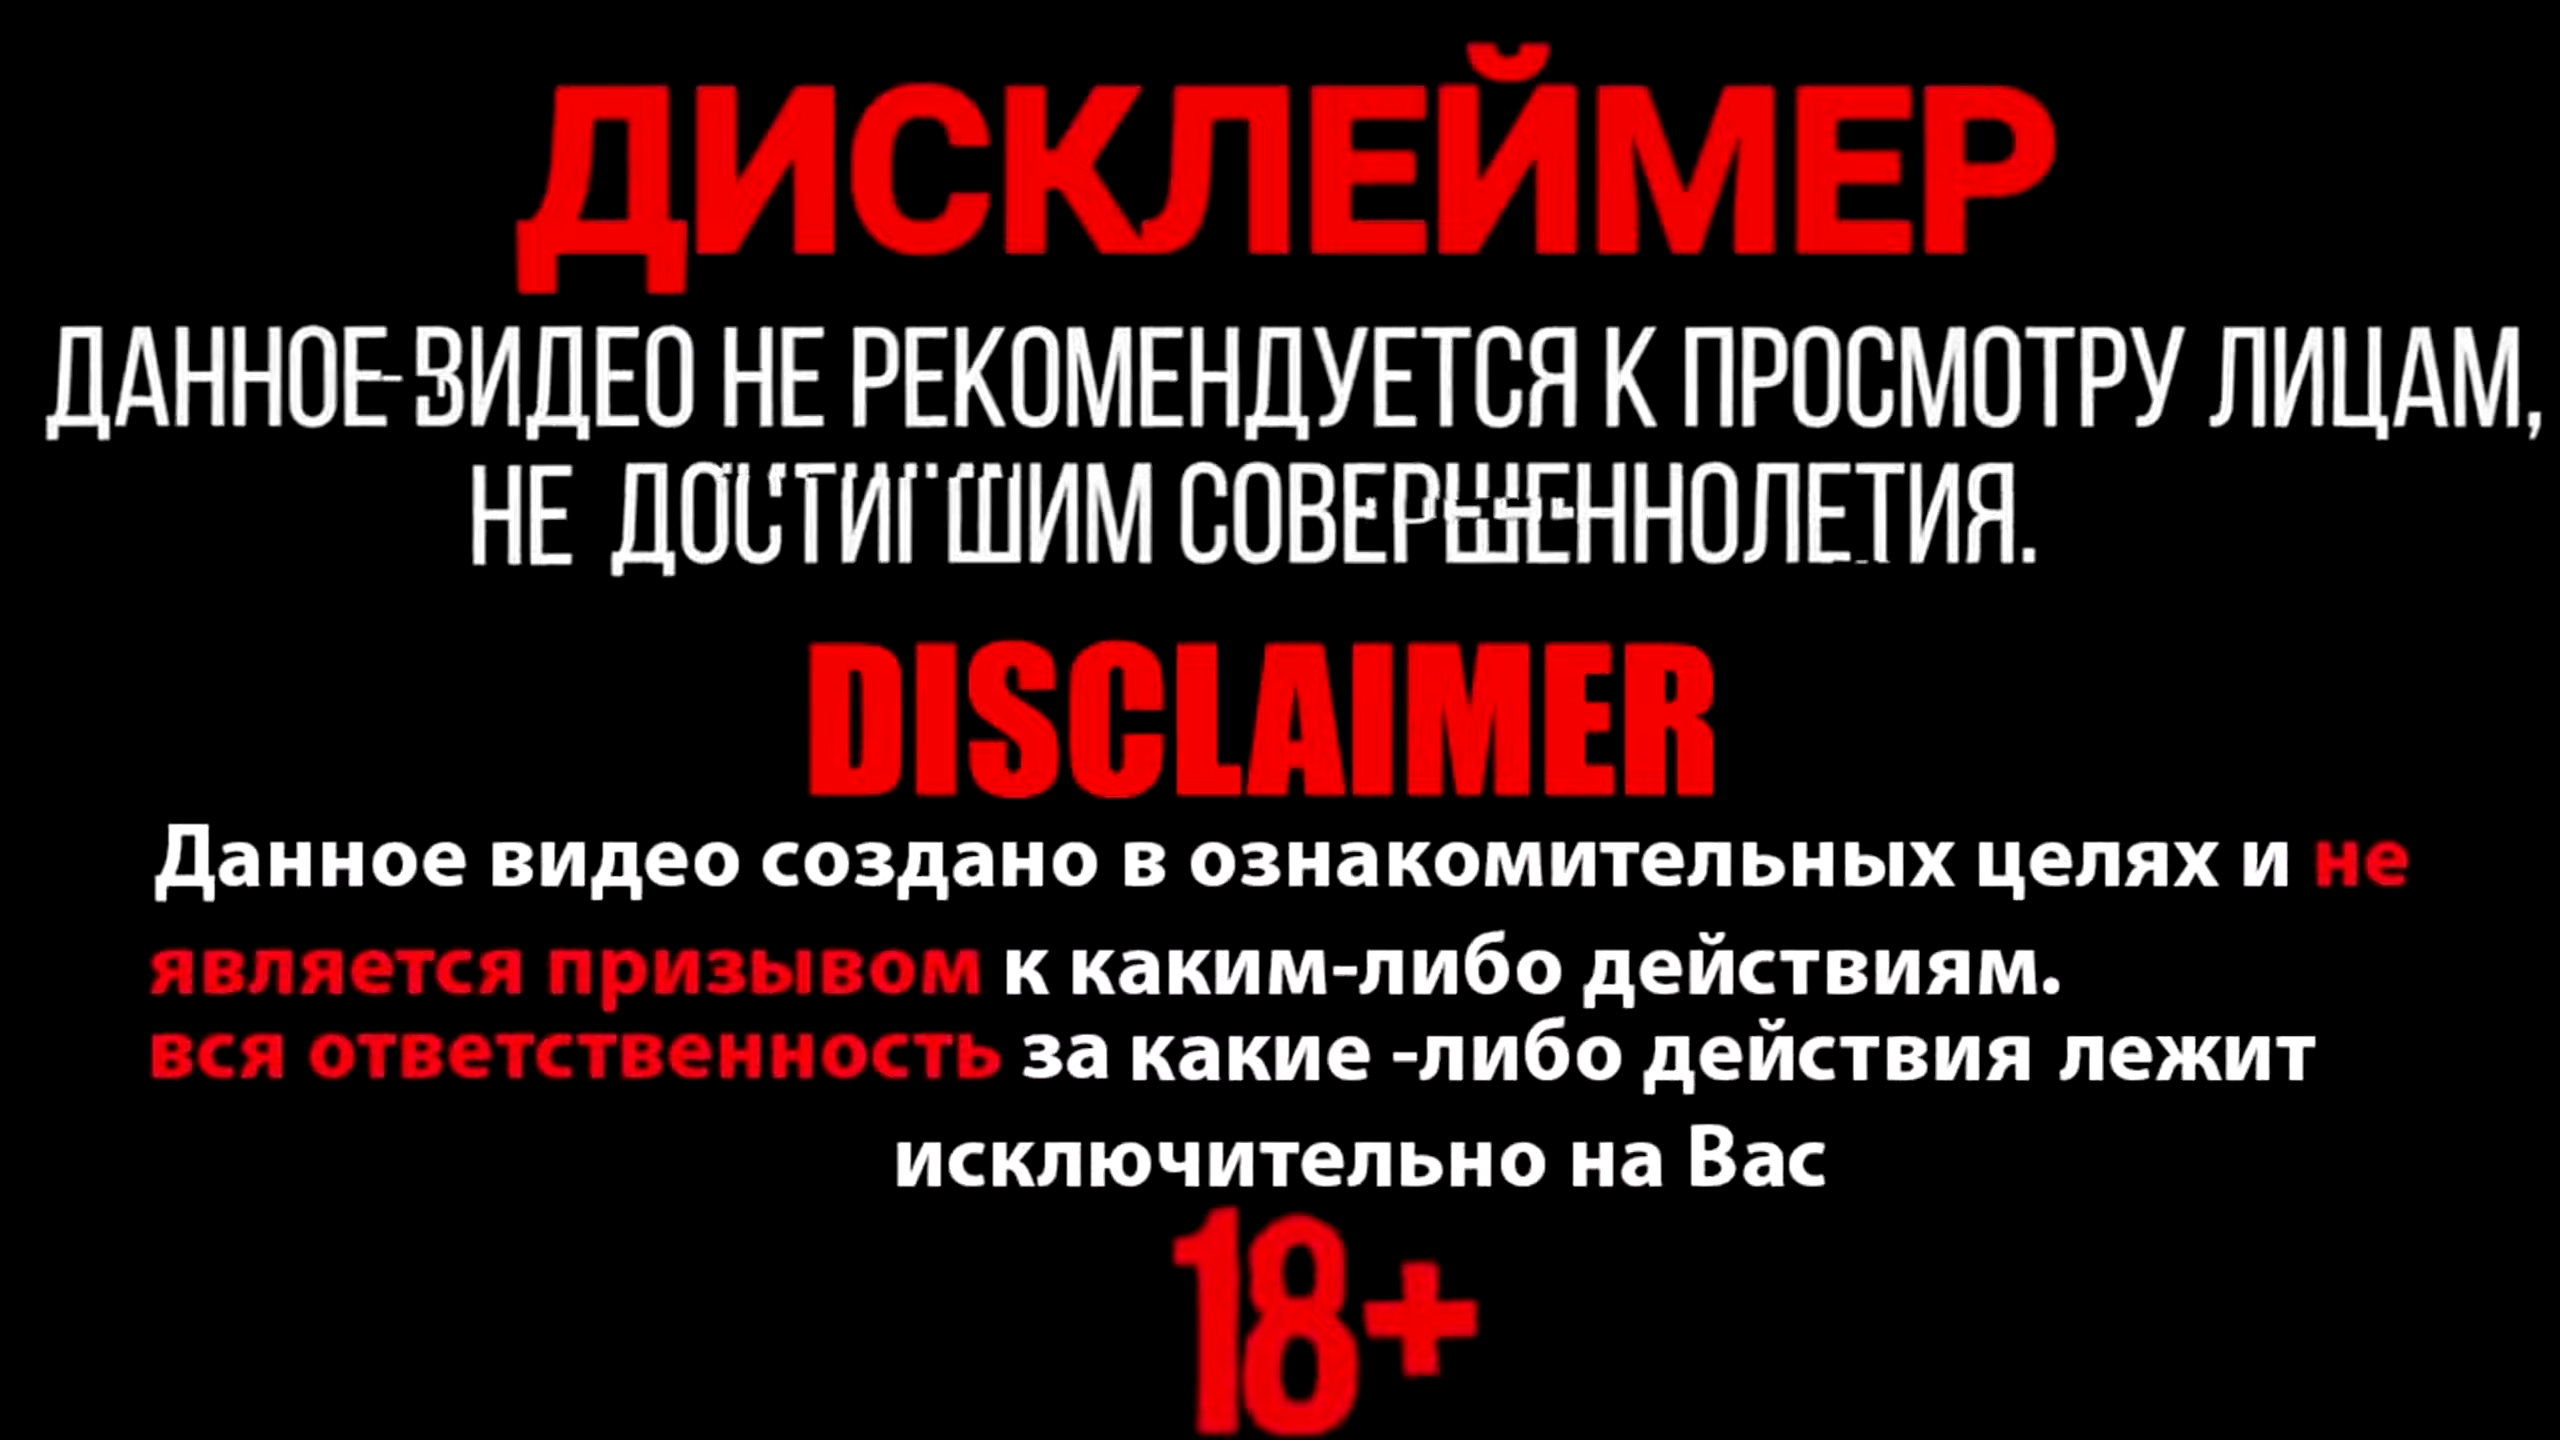 ДИСКЛЕЙМЕР
ДАННОЕ ВИДЕО НЕ РЕКОМЕНДУЕТСЯ К ПРОСМОТРУ ЛИЦАМ,
НЕ ДОСТИГШИМ СОВЕРШЕННОЛЕТИЯ.
DISCLAIMER
Данное видео создано в ознакомительных целях и не
является призывом к каким-либо действиям.
вся ответственность за какие -либо действия лежит
исключительно на Вас
18+